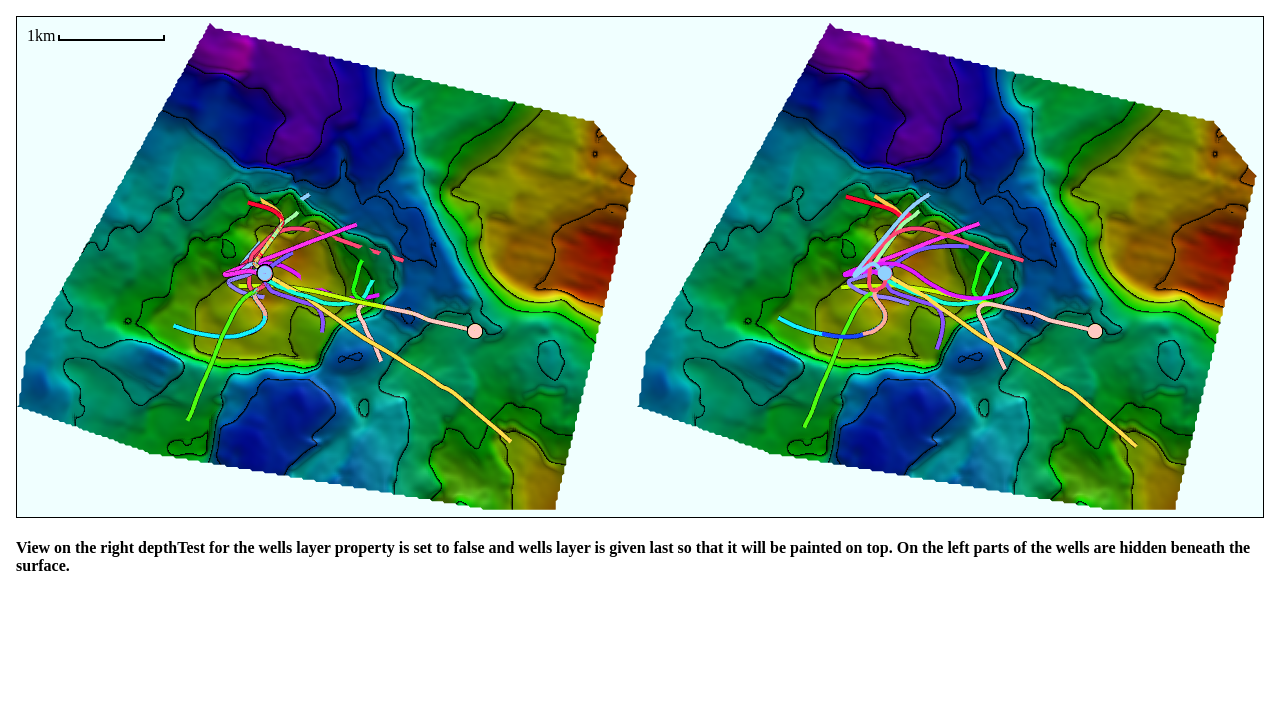 1km
View on the right depthTest for the wells layer property is set to false and wells layer is given last so that it will be painted on top. On the left parts of the wells are hidden beneath the
surface.